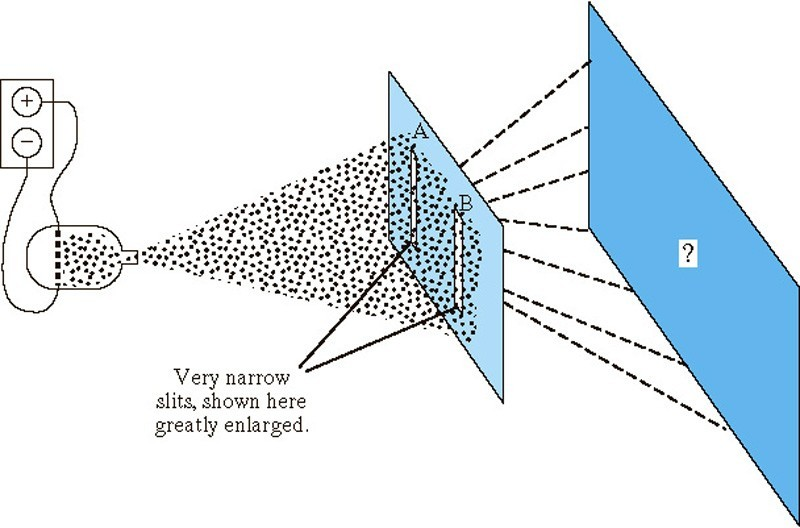 +
−
A
B
?
Very narrow
slits, shown here
greatly enlarged.